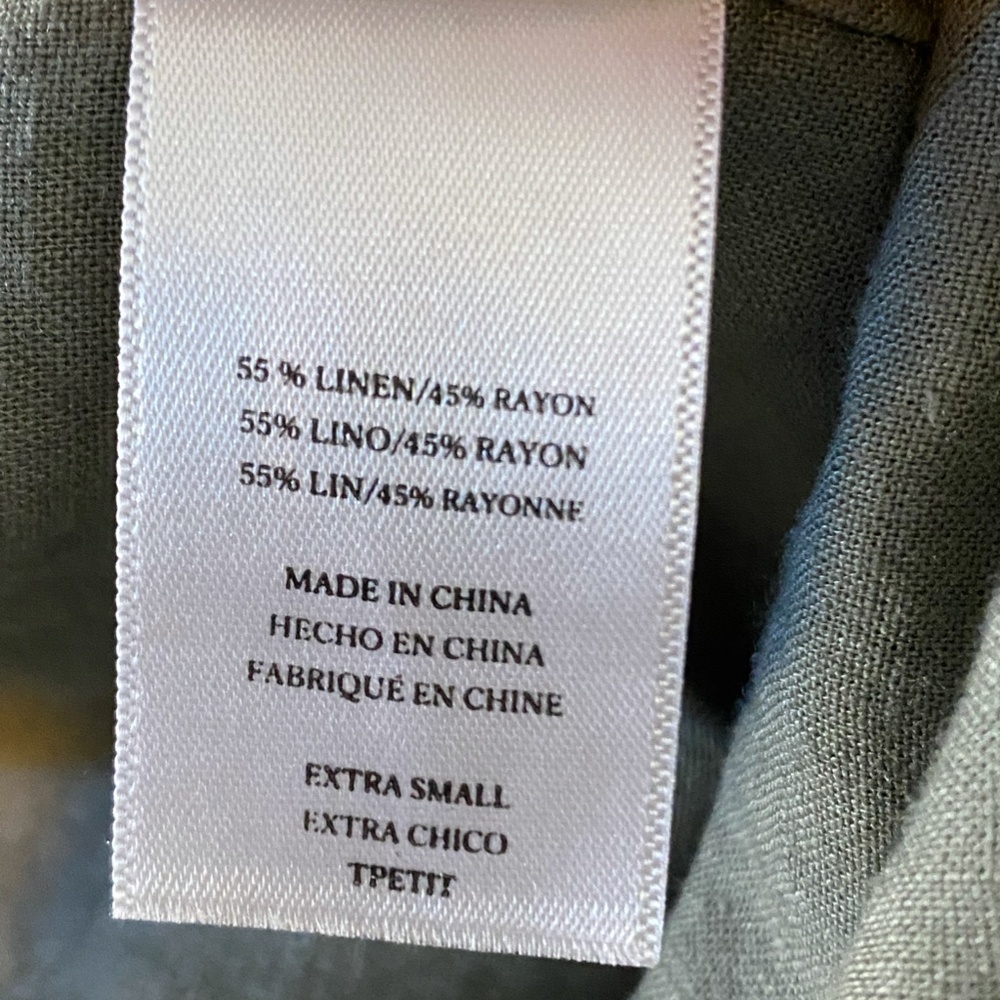 55 % LINEN/45% RAYON
55% LINO/45% RAYON
55% LIN/45% RAYONNE
MADE IN CHINA
HECHO EN CHINA
FABRIQUÉ EN CHINE
EXTRA SMALL
EXTRA CHICO
TPETIT